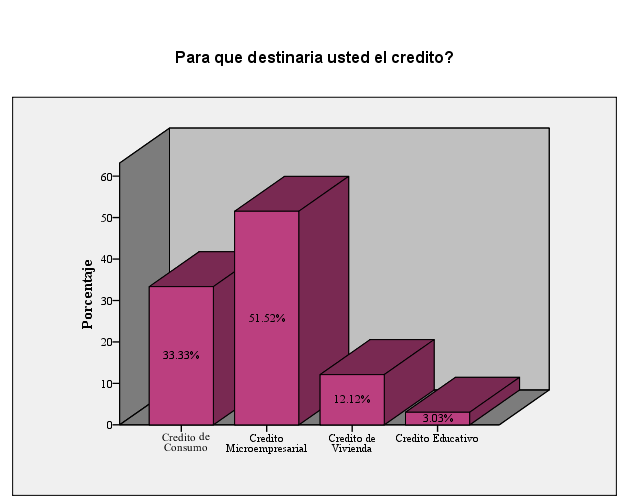 Para que destinaria usted el credito?
Porcentaje
60
50
40
30
20
10
0
33.33%
51.52%
12.12%
3.03%
Credito de
Consumo
Credito
Microempresarial
Credito de
Vivienda
Credito Educativo